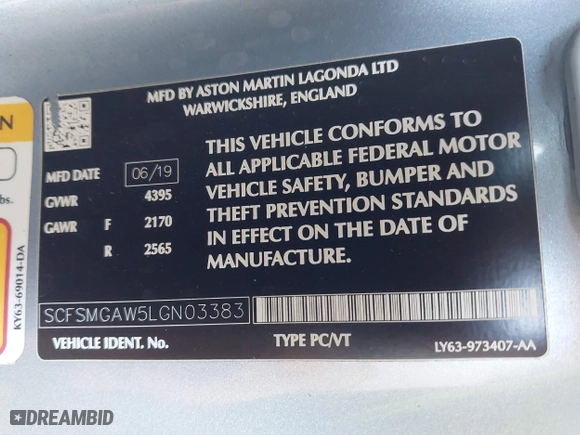 MFD BY ASTON MARTIN LAGONDA LTD
WARWICKSHIRE, ENGLAND
THIS VEHICLE CONFORMS TO
ALL APPLICABLE FEDERAL MOTOR
VEHICLE SAFETY, BUMPER AND
THEFT PREVENTION STANDARDS
IN EFFECT ON THE DATE OF
MANUFACTURE.
MFD DATE 06/19
GVWR 4395
GAWR F 2170
R 2565
SCFSMGAW5LGN03383
VEHICLE IDENT. No.
TYPE PC/VT
LY63-973407-AA
N
bs.
KY63-69014-DA
DREAMBID